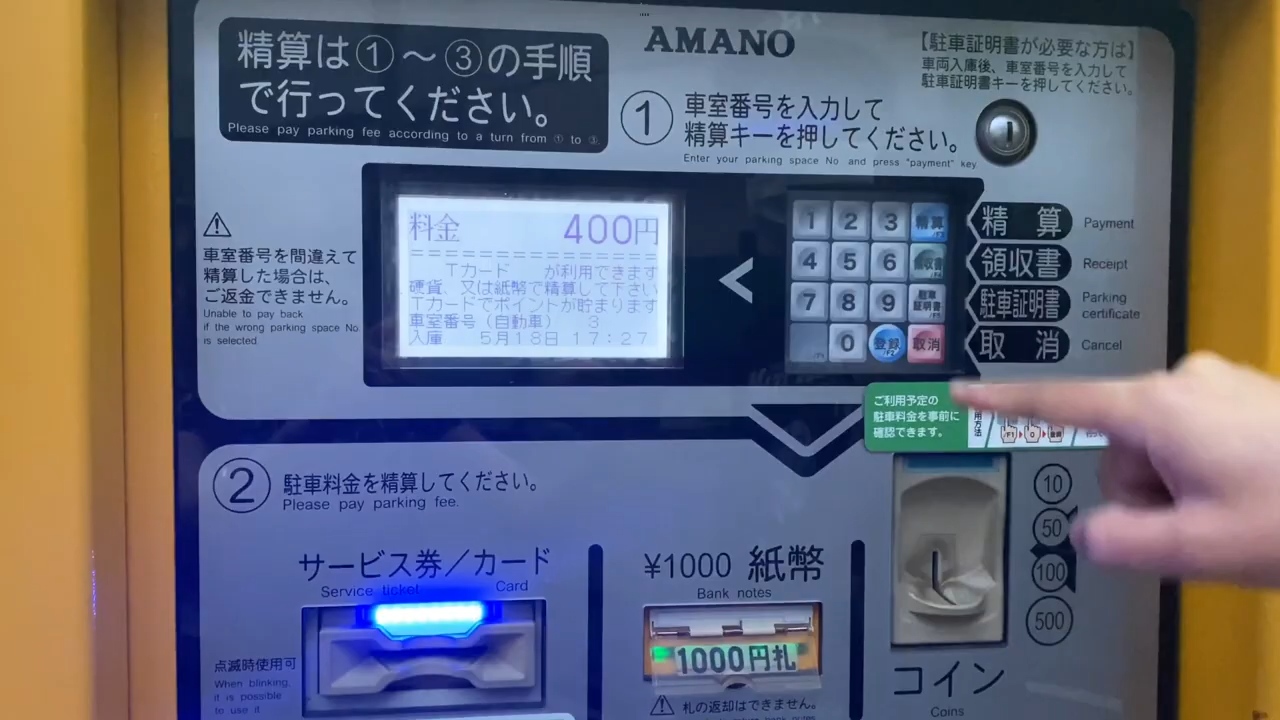 精算は①～③の手順
で行ってください。
Please pay parking fee according to a turn from ① to ③.
AMANO
【駐車証明書が必要な方は】
車両入庫後、車室番号を入力して
駐車証明書キーを押してください。
① 車室番号を入力して
精算キーを押してください。
Enter your parking space No and press "payment" key
車室番号を間違えて
精算した場合は、
ご返金できません。
Unable to pay back
if the wrong parking space No
is selected
料金 400円
Tカード が利用できます
硬貨、又は紙幣で精算して下さい
Tカードでポイントが貯まります
車室番号（自動車） 3
入庫 5月18日 17:27
1 2 3 精算
4 5 6 領収書
7 8 9 駐車証明書
0 登録 取消
精算 Payment
領収書 Receipt
駐車証明書 Parking certificate
取消 Cancel
ご利用予定の
駐車料金を事前に
確認できます。
② 駐車料金を精算してください。
Please pay parking fee.
サービス券／カード
Service ticket Card
点滅時使用可
When blinking,
it is possible
to use it
¥1000 紙幣
Bank notes
1000円札
札の返却はできません。
10
50
100
500
コイン
Coins